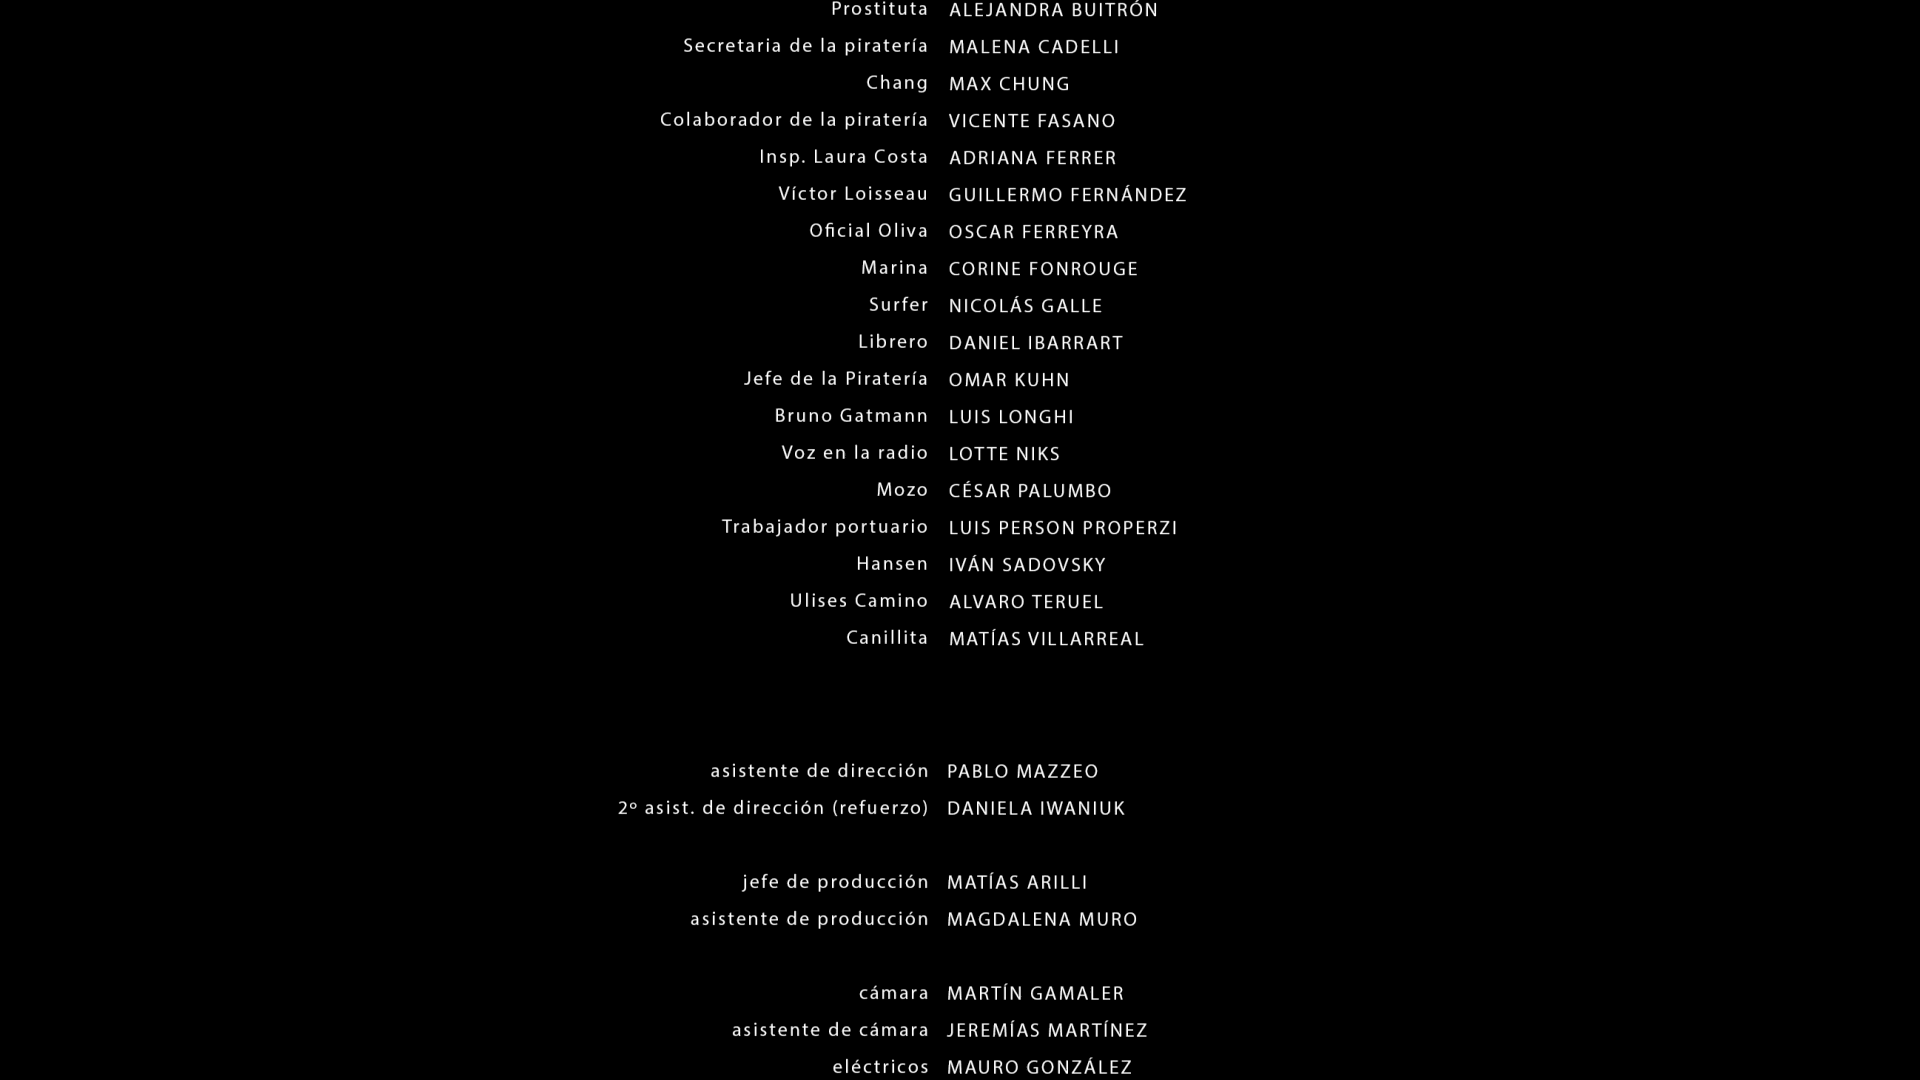 Prostituta ALEJANDRA BUITRÓN
Secretaria de la piratería MALENA CADELLI
Chang MAX CHUNG
Colaborador de la piratería VICENTE FASANO
Insp. Laura Costa ADRIANA FERRER
Víctor Loisseau GUILLERMO FERNÁNDEZ
Oficial Oliva OSCAR FERREYRA
Marina CORINE FONROUGE
Surfer NICOLÁS GALLE
Librero DANIEL IBARRART
Jefe de la Piratería OMAR KUHN
Bruno Gatmann LUIS LONGHI
Voz en la radio LOTTE NIKS
Mozo CÉSAR PALUMBO
Trabajador portuario LUIS PERSON PROPERZI
Hansen IVÁN SADOVSKY
Ulises Camino ALVARO TERUEL
Canillita MATÍAS VILLARREAL
asistente de dirección PABLO MAZZEO
2º asist. de dirección (refuerzo) DANIELA IWANIUK
jefe de producción MATÍAS ARILLI
asistente de producción MAGDALENA MURO
cámara MARTÍN GAMALER
asistente de cámara JEREMÍAS MARTÍNEZ
eléctricos MAURO GONZÁLEZ